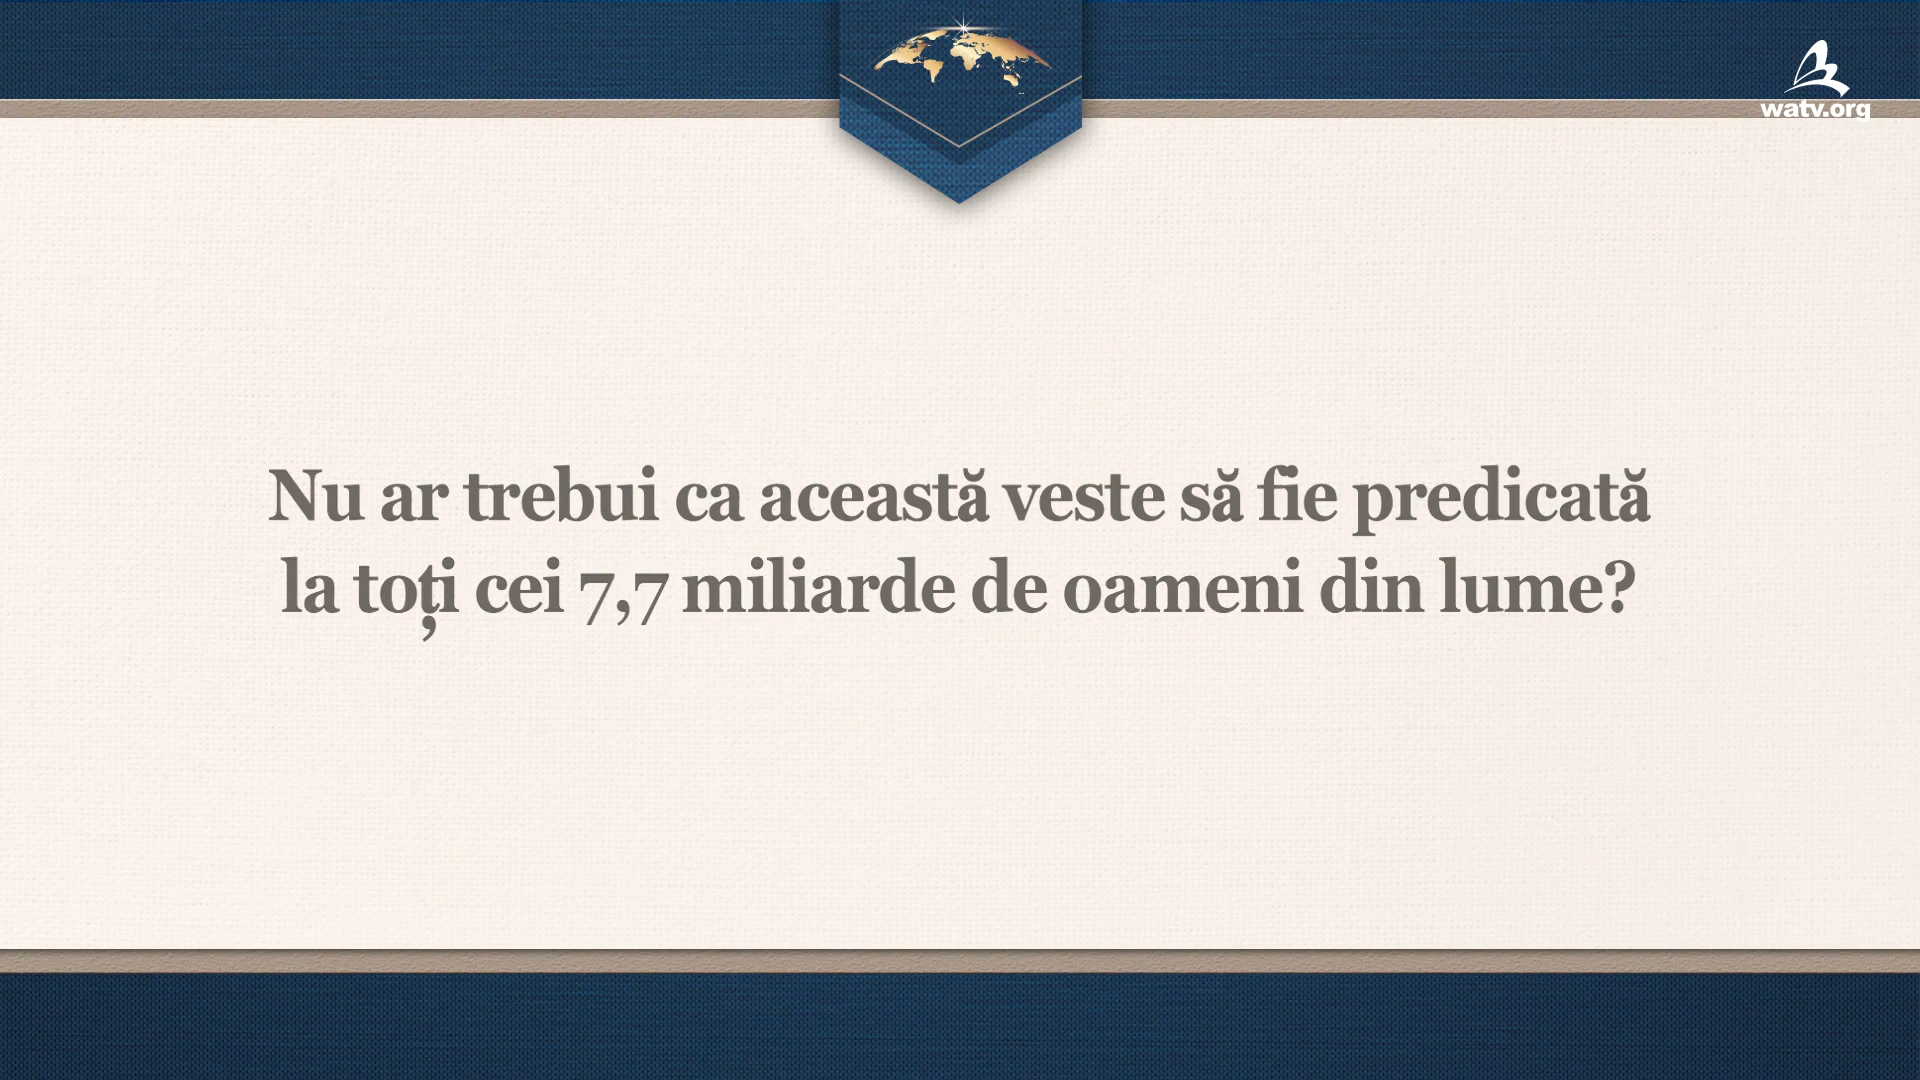 watv.org
Nu ar trebui ca această veste să fie predicată
la toți cei 7,7 miliarde de oameni din lume?